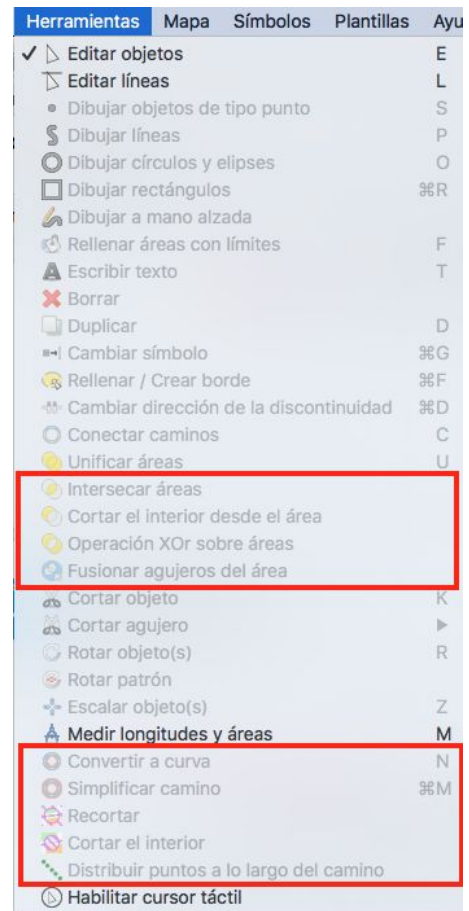 Herramientas Mapa Símbolos Plantillas Ayu
✓ Editar objetos E
Editar líneas L
Dibujar objetos de tipo punto S
Dibujar líneas P
Dibujar círculos y elipses O
Dibujar rectángulos ⌘R
Dibujar a mano alzada
Rellenar áreas con límites F
Escribir texto T
Borrar
Duplicar D
Cambiar símbolo ⌘G
Rellenar / Crear borde ⌘F
Cambiar dirección de la discontinuidad ⌘D
Conectar caminos C
Unificar áreas U
Intersecar áreas
Cortar el interior desde el área
Operación XOr sobre áreas
Fusionar agujeros del área
Cortar objeto K
Cortar agujero ▶
Rotar objeto(s) R
Rotar patrón
Escalar objeto(s) Z
Medir longitudes y áreas M
Convertir a curva N
Simplificar camino ⌘M
Recortar
Cortar el interior
Distribuir puntos a lo largo del camino
Habilitar cursor táctil